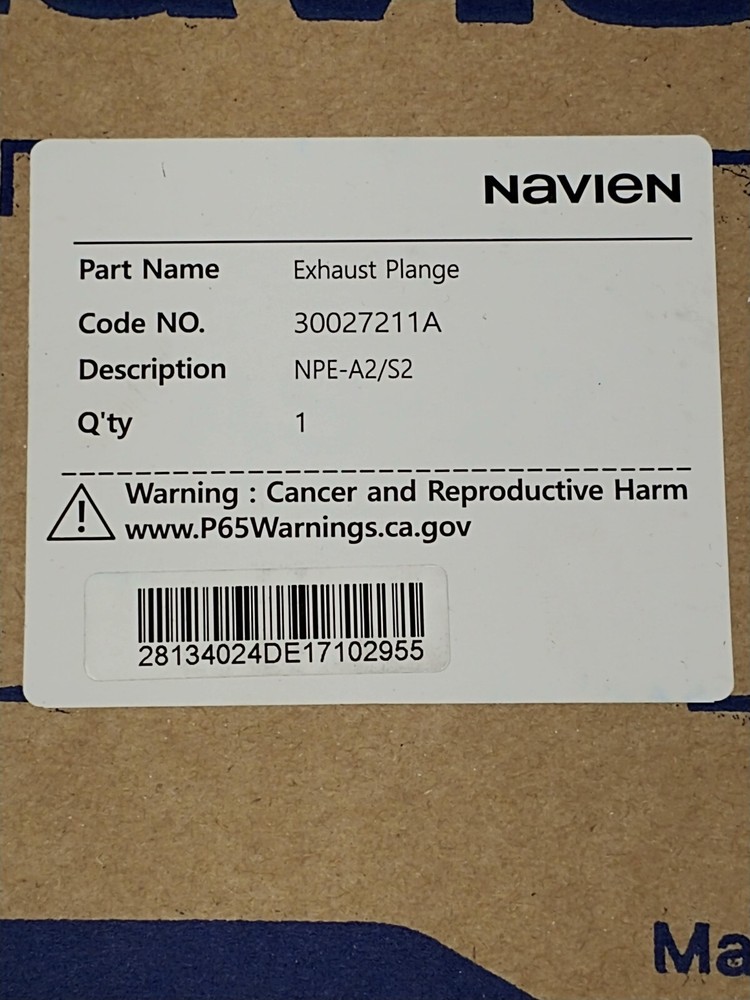 NAVIEN
Part Name Exhaust Plange
Code NO. 30027211A
Description NPE-A2/S2
Q'ty 1
Warning : Cancer and Reproductive Harm
www.P65Warnings.ca.gov
28134024DE17102955
Ma